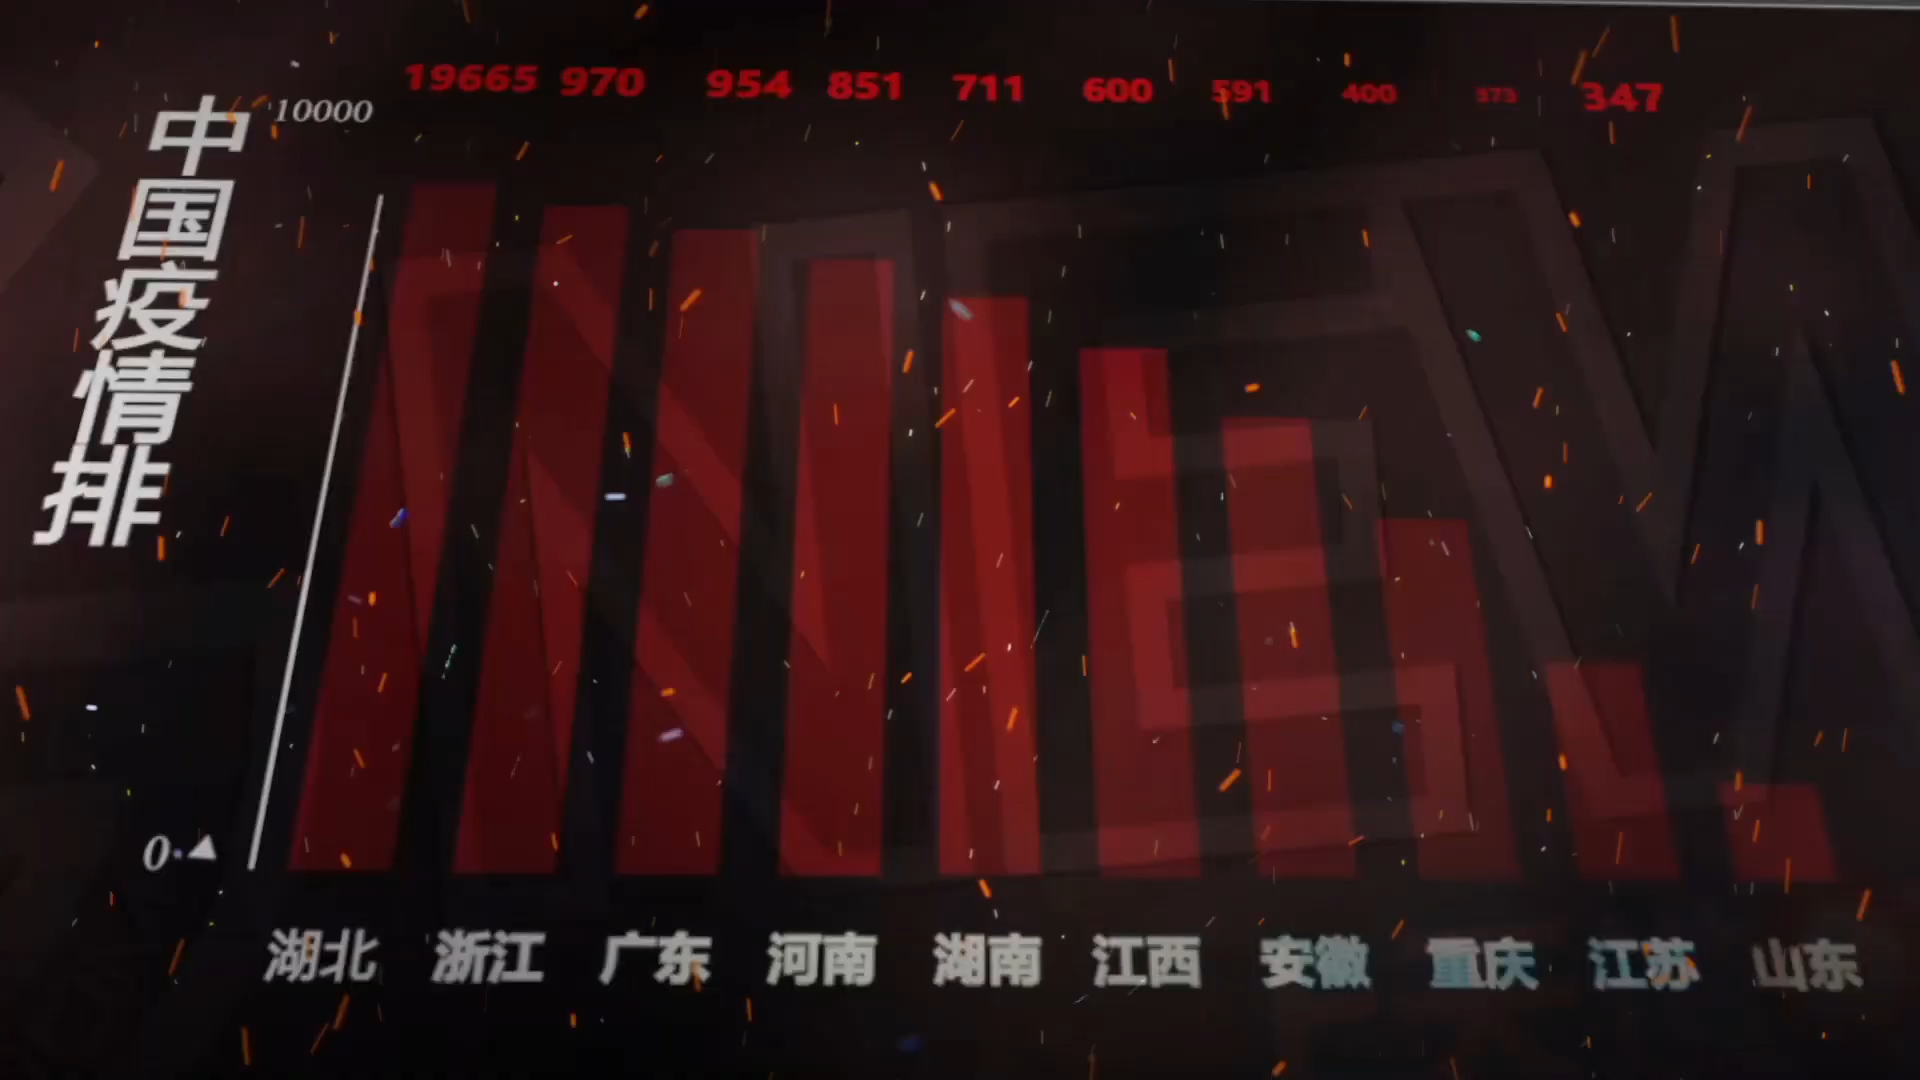 中国疫情排
10000
19665 970 954 851 711 600 591 400 373 347
0
湖北 浙江 广东 河南 湖南 江西 安徽 重庆 江苏 山东